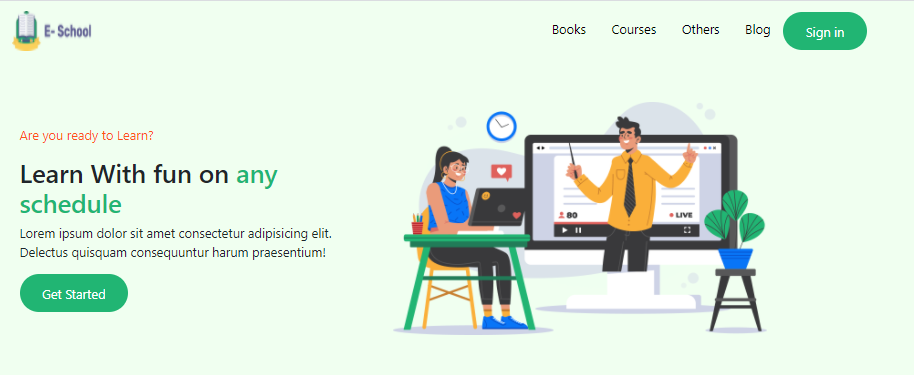 E- School
Books Courses Others Blog Sign in
Are you ready to Learn?
Learn With fun on any
schedule
Lorem ipsum dolor sit amet consectetur adipisicing elit.
Delectus quisquam consequuntur harum praesentium!
Get Started
80
LIVE